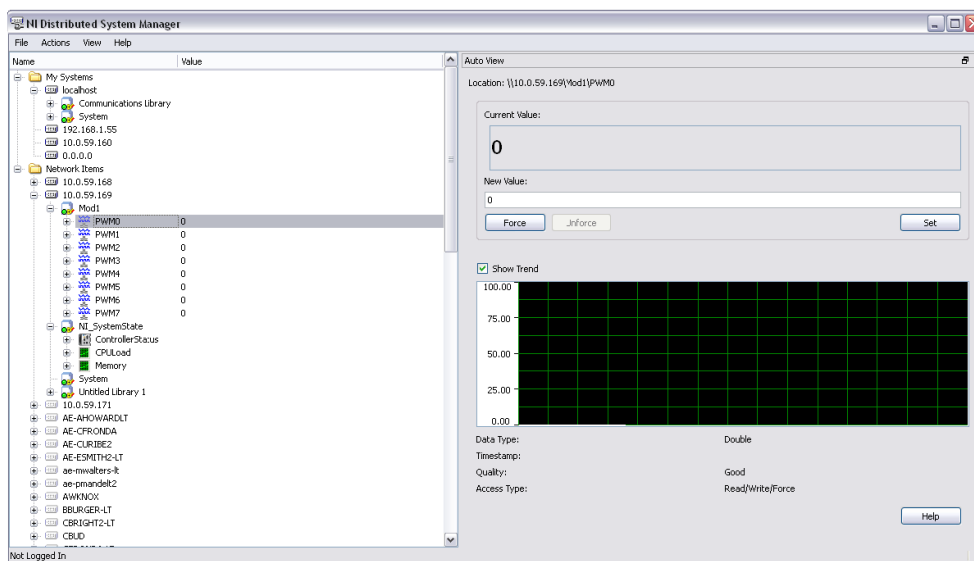 NI Distributed System Manager
File Actions View Help
Name Value
My Systems
localhost
Communications Library
System
192.168.1.55
10.0.59.160
0.0.0.0
Network Items
10.0.59.168
10.0.59.169
Mod1
PWM0 0
PWM1 0
PWM2 0
PWM3 0
PWM4 0
PWM5 0
PWM6 0
PWM7 0
NI_SystemState
ControllerStatus
CPULoad
Memory
System
Untitled Library 1
10.0.59.171
AE-AHOWARDLT
AE-CFRONDA
AE-CURIBE2
AE-ESMITH2-LT
ae-mwalters-lt
ae-pmandelt2
AWKNOX
BBURGER-LT
CBRIGHT2-LT
CBUD
Not Logged In
Auto View
Location: \\10.0.59.169\Mod1\PWM0
Current Value:
0
New Value:
0
Force Unforce Set
Show Trend
100.00
75.00
50.00
25.00
0.00
Data Type: Double
Timestamp:
Quality: Good
Access Type: Read/Write/Force
Help